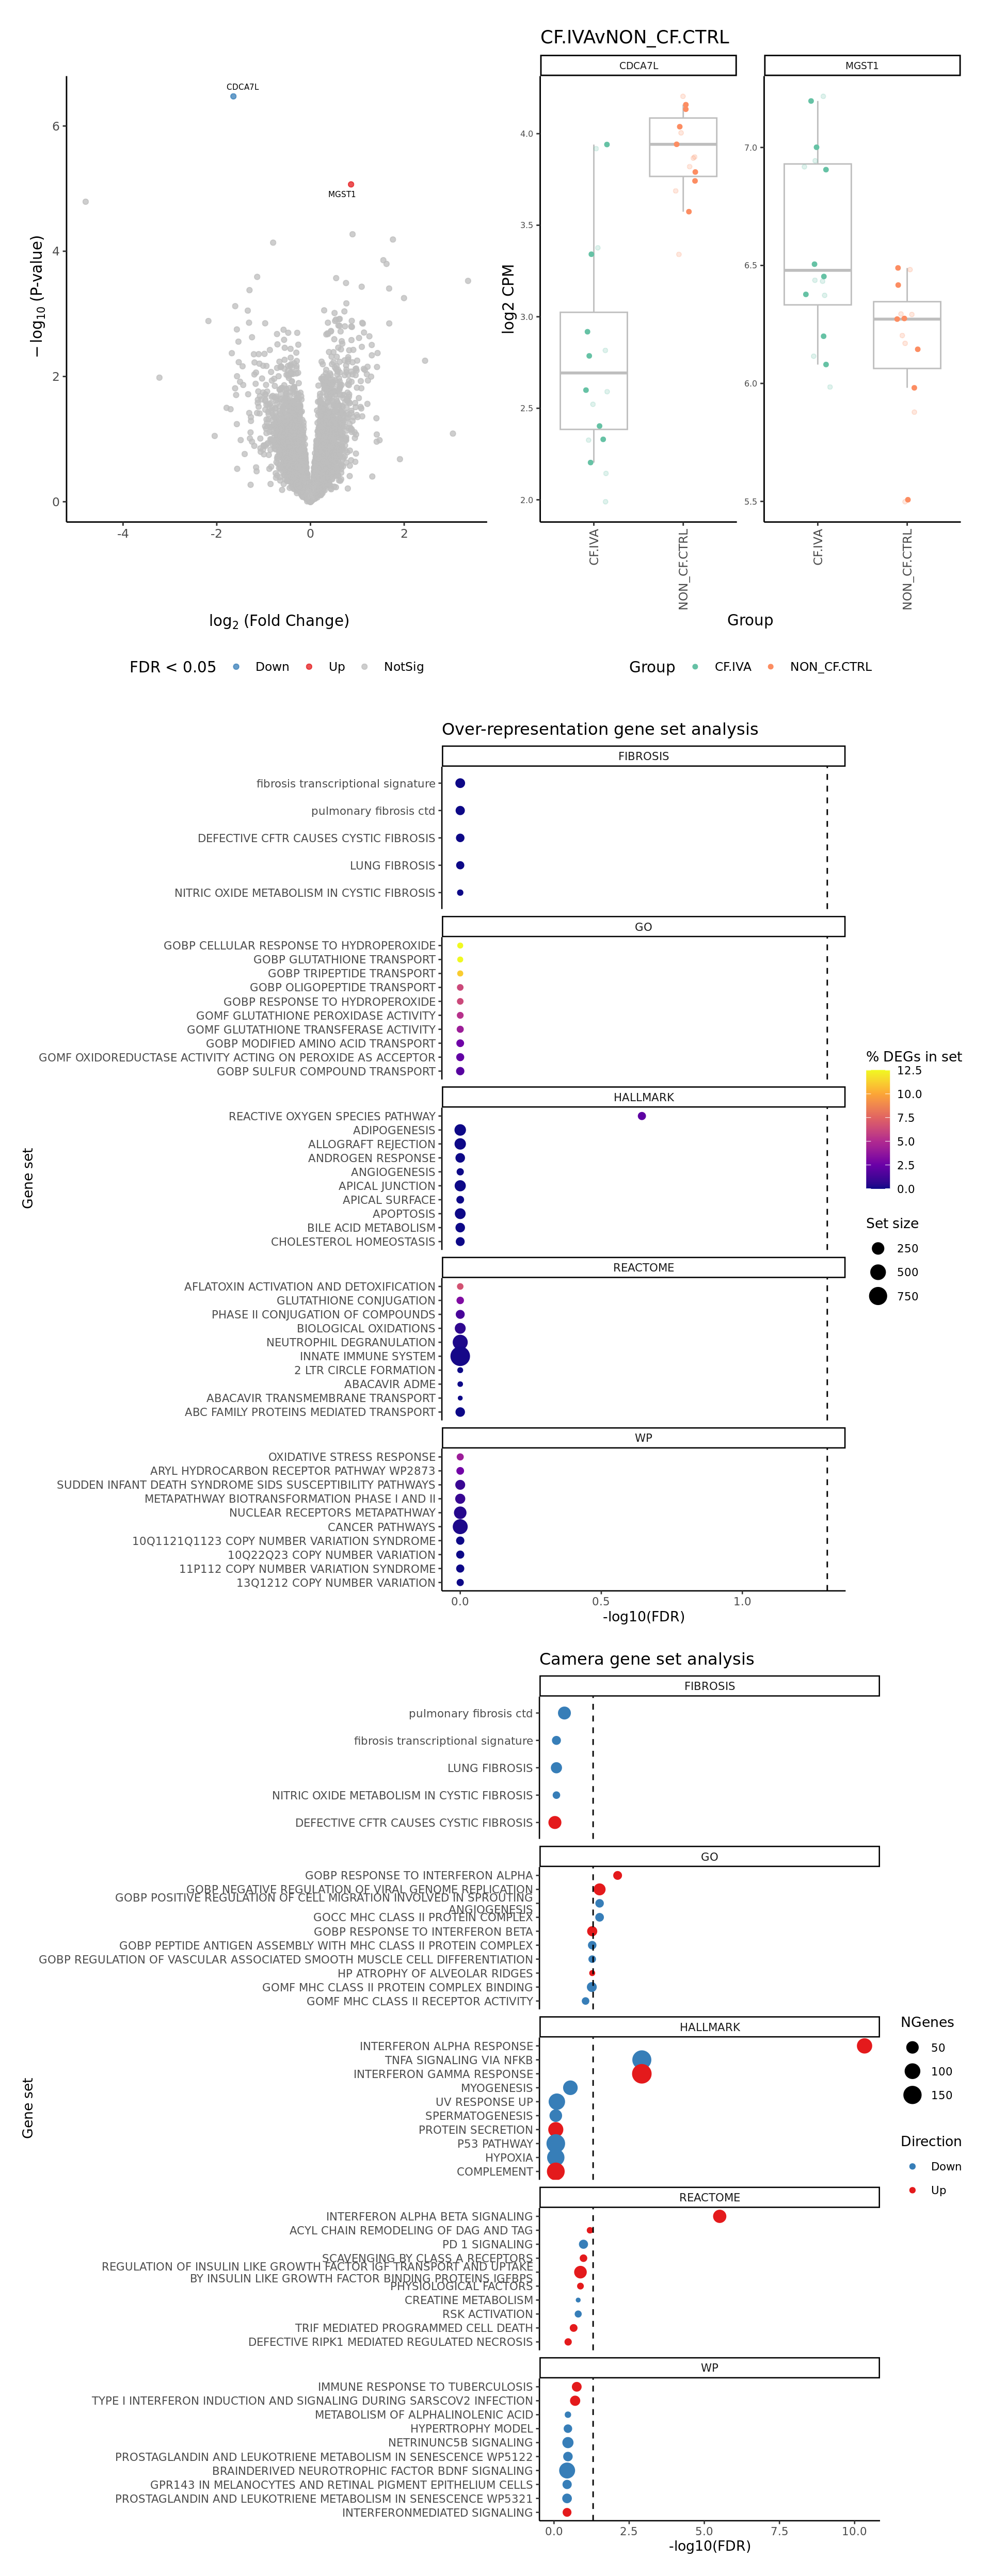 CF.IVAvNON_CF.CTRL
CDCA7L
MGST1
CDCA7L
MGST1
6
4
2
0
− log10 (P-value)
-4
-2
0
2
log2 (Fold Change)
log2 CPM
4.0
3.5
3.0
2.5
2.0
7.0
6.5
6.0
5.5
CF.IVA
NON_CF.CTRL
CF.IVA
NON_CF.CTRL
Group
FDR < 0.05
Down
Up
NotSig
Group
CF.IVA
NON_CF.CTRL
Over-representation gene set analysis
FIBROSIS
fibrosis transcriptional signature
pulmonary fibrosis ctd
DEFECTIVE CFTR CAUSES CYSTIC FIBROSIS
LUNG FIBROSIS
NITRIC OXIDE METABOLISM IN CYSTIC FIBROSIS
GO
GOBP CELLULAR RESPONSE TO HYDROPEROXIDE
GOBP GLUTATHIONE TRANSPORT
GOBP TRIPEPTIDE TRANSPORT
GOBP OLIGOPEPTIDE TRANSPORT
GOBP RESPONSE TO HYDROPEROXIDE
GOMF GLUTATHIONE PEROXIDASE ACTIVITY
GOMF GLUTATHIONE TRANSFERASE ACTIVITY
GOBP MODIFIED AMINO ACID TRANSPORT
GOMF OXIDOREDUCTASE ACTIVITY ACTING ON PEROXIDE AS ACCEPTOR
GOBP SULFUR COMPOUND TRANSPORT
HALLMARK
REACTIVE OXYGEN SPECIES PATHWAY
ADIPOGENESIS
ALLOGRAFT REJECTION
ANDROGEN RESPONSE
ANGIOGENESIS
APICAL JUNCTION
APICAL SURFACE
APOPTOSIS
BILE ACID METABOLISM
CHOLESTEROL HOMEOSTASIS
REACTOME
AFLATOXIN ACTIVATION AND DETOXIFICATION
GLUTATHIONE CONJUGATION
PHASE II CONJUGATION OF COMPOUNDS
BIOLOGICAL OXIDATIONS
NEUTROPHIL DEGRANULATION
INNATE IMMUNE SYSTEM
2 LTR CIRCLE FORMATION
ABACAVIR ADME
ABACAVIR TRANSMEMBRANE TRANSPORT
ABC FAMILY PROTEINS MEDIATED TRANSPORT
WP
OXIDATIVE STRESS RESPONSE
ARYL HYDROCARBON RECEPTOR PATHWAY WP2873
SUDDEN INFANT DEATH SYNDROME SIDS SUSCEPTIBILITY PATHWAYS
METAPATHWAY BIOTRANSFORMATION PHASE I AND II
NUCLEAR RECEPTORS METAPATHWAY
CANCER PATHWAYS
10Q1121Q1123 COPY NUMBER VARIATION SYNDROME
10Q22Q23 COPY NUMBER VARIATION
11P112 COPY NUMBER VARIATION SYNDROME
13Q1212 COPY NUMBER VARIATION
0.0
0.5
1.0
-log10(FDR)
Gene set
% DEGs in set
12.5
10.0
7.5
5.0
2.5
0.0
Set size
250
500
750
Camera gene set analysis
FIBROSIS
pulmonary fibrosis ctd
fibrosis transcriptional signature
LUNG FIBROSIS
NITRIC OXIDE METABOLISM IN CYSTIC FIBROSIS
DEFECTIVE CFTR CAUSES CYSTIC FIBROSIS
GO
GOBP RESPONSE TO INTERFERON ALPHA
GOBP NEGATIVE REGULATION OF VIRAL GENOME REPLICATION
GOBP POSITIVE REGULATION OF CELL MIGRATION INVOLVED IN SPROUTING
ANGIOGENESIS
GOCC MHC CLASS II PROTEIN COMPLEX
GOBP RESPONSE TO INTERFERON BETA
GOBP PEPTIDE ANTIGEN ASSEMBLY WITH MHC CLASS II PROTEIN COMPLEX
GOBP REGULATION OF VASCULAR ASSOCIATED SMOOTH MUSCLE CELL DIFFERENTIATION
HP ATROPHY OF ALVEOLAR RIDGES
GOMF MHC CLASS II PROTEIN COMPLEX BINDING
GOMF MHC CLASS II RECEPTOR ACTIVITY
HALLMARK
INTERFERON ALPHA RESPONSE
TNFA SIGNALING VIA NFKB
INTERFERON GAMMA RESPONSE
MYOGENESIS
UV RESPONSE UP
SPERMATOGENESIS
PROTEIN SECRETION
P53 PATHWAY
HYPOXIA
COMPLEMENT
REACTOME
INTERFERON ALPHA BETA SIGNALING
ACYL CHAIN REMODELING OF DAG AND TAG
PD 1 SIGNALING
SCAVENGING BY CLASS A RECEPTORS
REGULATION OF INSULIN LIKE GROWTH FACTOR IGF TRANSPORT AND UPTAKE
BY INSULIN LIKE GROWTH FACTOR BINDING PROTEINS IGFBPS
PHYSIOLOGICAL FACTORS
CREATINE METABOLISM
RSK ACTIVATION
TRIF MEDIATED PROGRAMMED CELL DEATH
DEFECTIVE RIPK1 MEDIATED REGULATED NECROSIS
WP
IMMUNE RESPONSE TO TUBERCULOSIS
TYPE I INTERFERON INDUCTION AND SIGNALING DURING SARSCOV2 INFECTION
METABOLISM OF ALPHALINOLENIC ACID
HYPERTROPHY MODEL
NETRINUNC5B SIGNALING
PROSTAGLANDIN AND LEUKOTRIENE METABOLISM IN SENESCENCE WP5122
BRAINDERIVED NEUROTROPHIC FACTOR BDNF SIGNALING
GPR143 IN MELANOCYTES AND RETINAL PIGMENT EPITHELIUM CELLS
PROSTAGLANDIN AND LEUKOTRIENE METABOLISM IN SENESCENCE WP5321
INTERFERONMEDIATED SIGNALING
0.0
2.5
5.0
7.5
10.0
-log10(FDR)
Gene set
NGenes
50
100
150
Direction
Down
Up